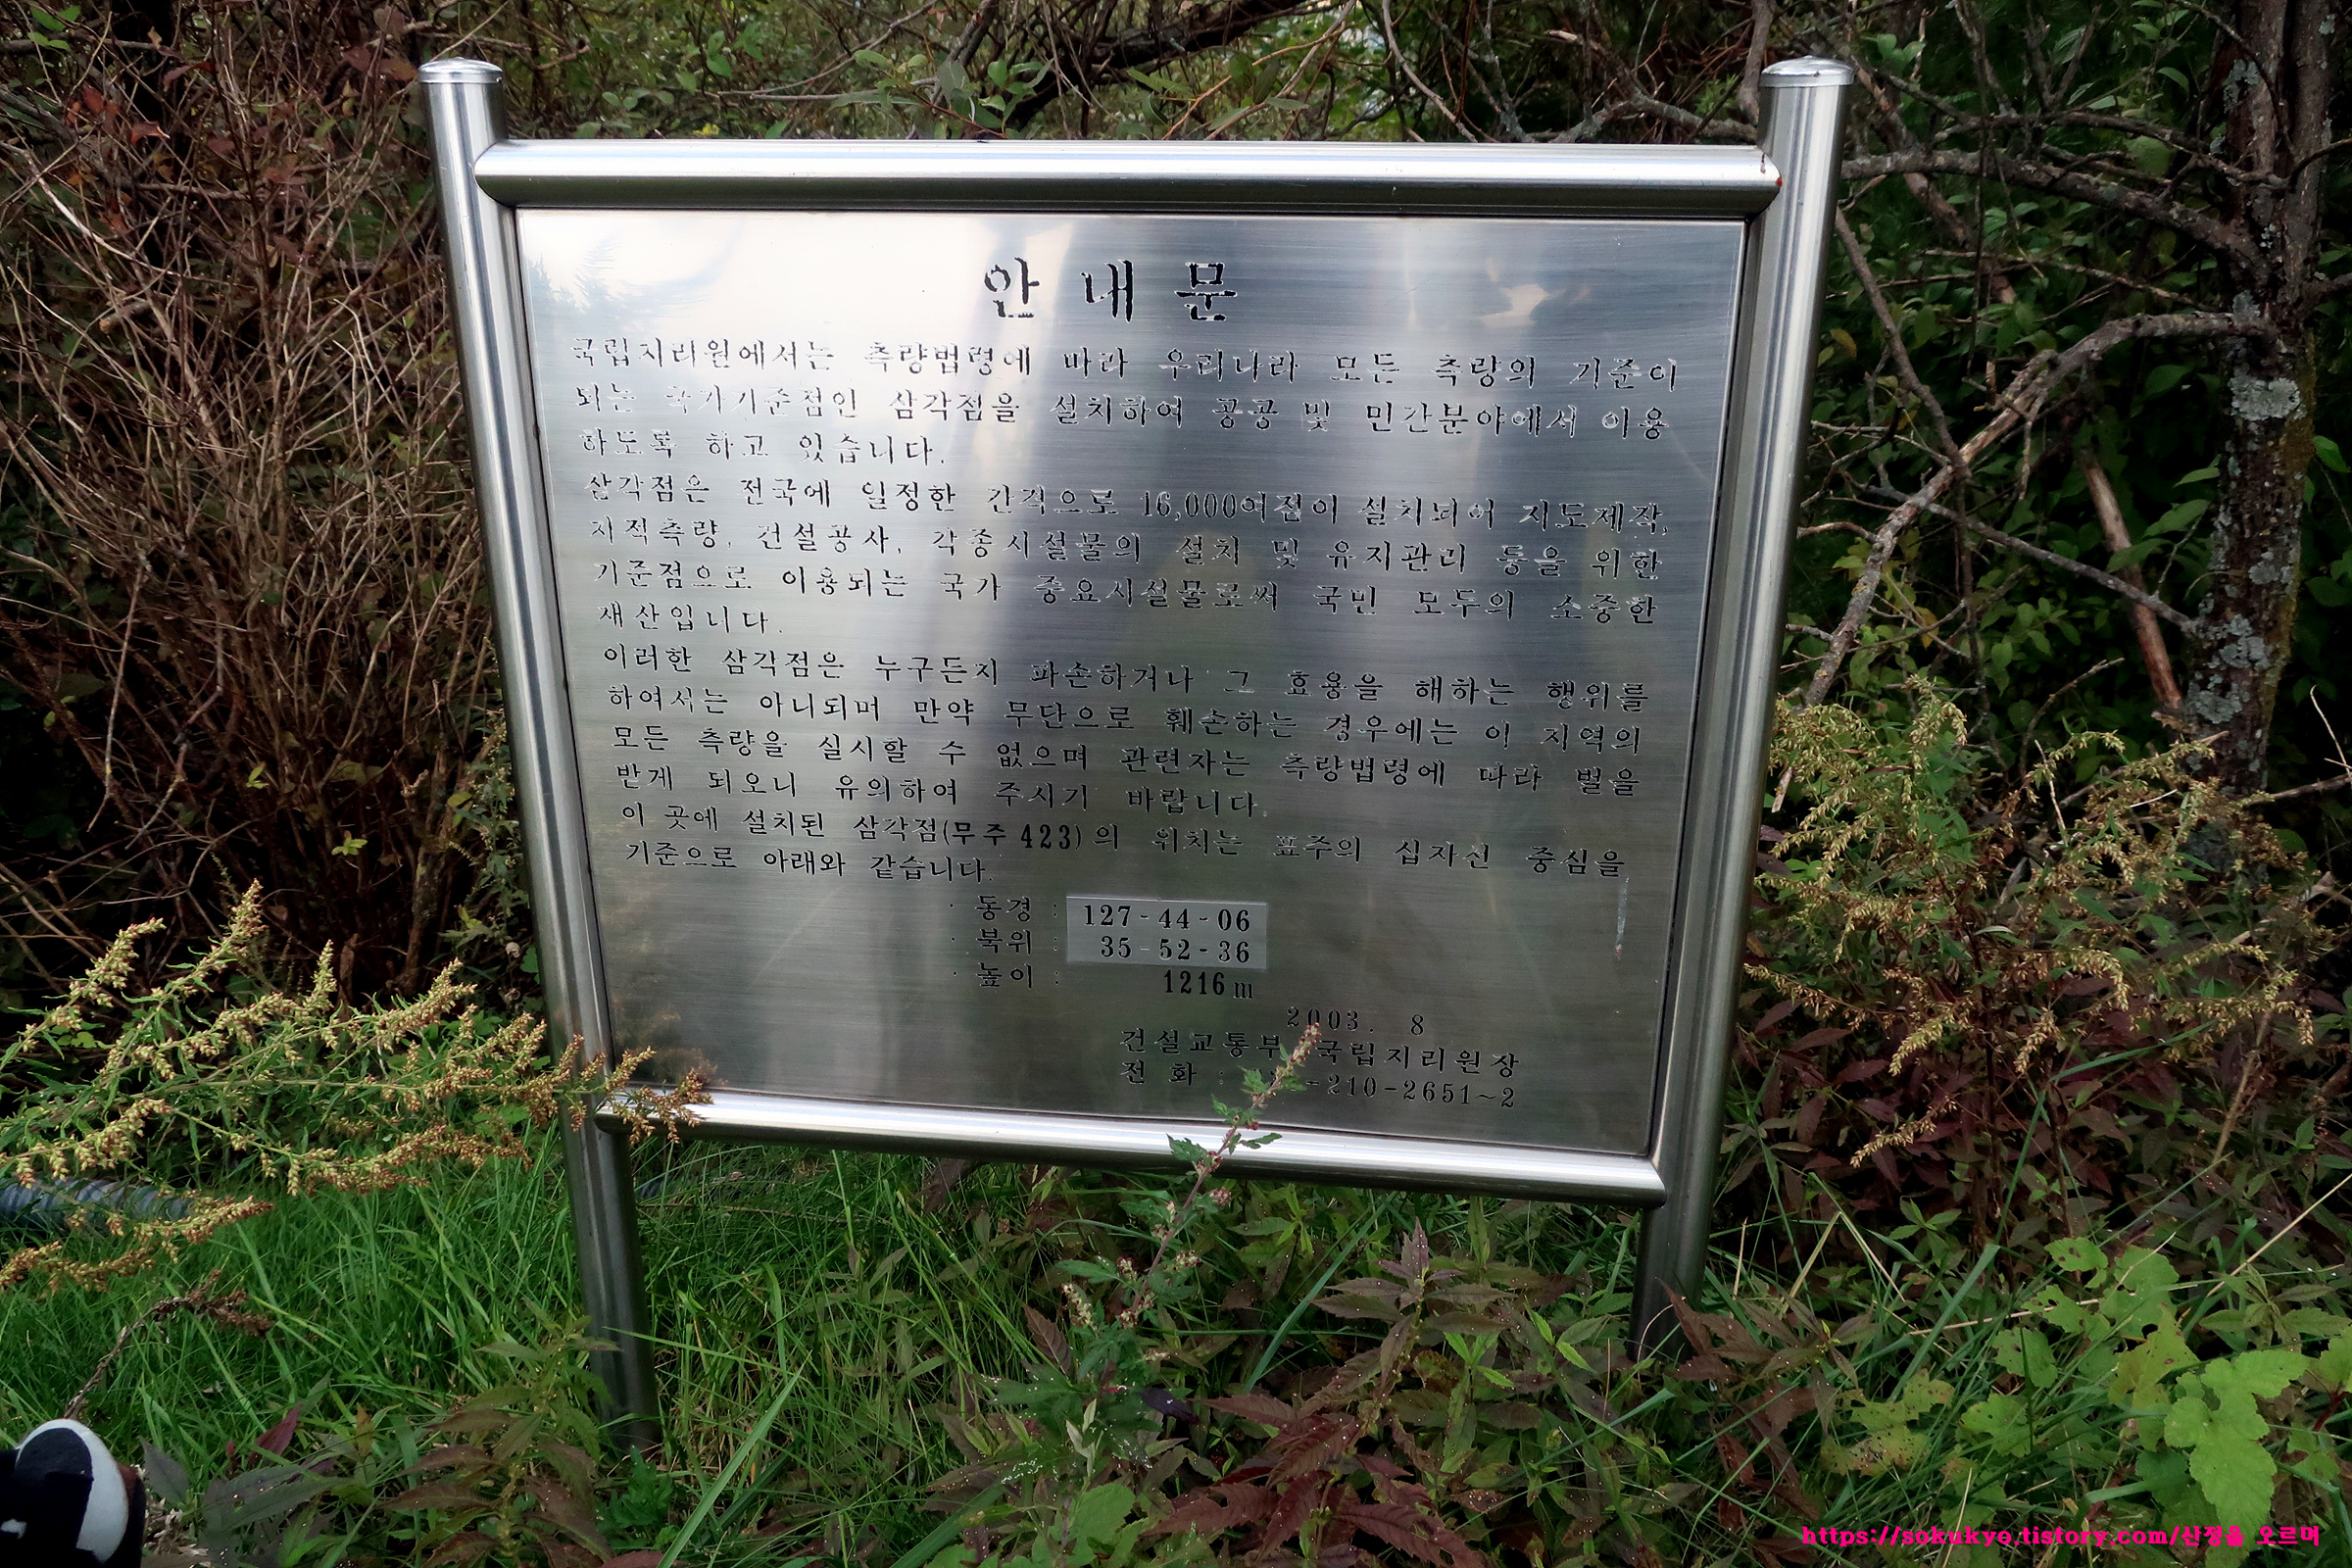 안내문
국립지리원에서는 측량법령에 따라 우리나라 모든 측량의 기준이
되는 국가기준점인 삼각점을 설치하여 공공 및 민간분야에서 이용
하도록 하고 있습니다.
삼각점은 전국에 일정한 간격으로 16,000여점이 설치되어 지도제작,
지적측량, 건설공사, 각종시설물의 설치 및 유지관리 등을 위한
기준점으로 이용되는 국가 중요시설물로써 국민 모두의 소중한
재산입니다.
이러한 삼각점은 누구든지 파손하거나 그 효용을 해하는 행위를
하여서는 아니되며 만약 무단으로 훼손하는 경우에는 이 지역의
모든 측량을 실시할 수 없으며 관련자는 측량법령에 따라 벌을
받게 되오니 유의하여 주시기 바랍니다.
이 곳에 설치된 삼각점(무주 423)의 위치는 표주의 십자선 중심을
기준으로 아래와 같습니다.
· 동경 : 127-44-06
· 북위 : 35-52-36
· 높이 : 1216 m
2003. 8
건설교통부 국립지리원장
전 화 : -210-2651~2
https://sokukyo.tistory.com/산정을 오르며